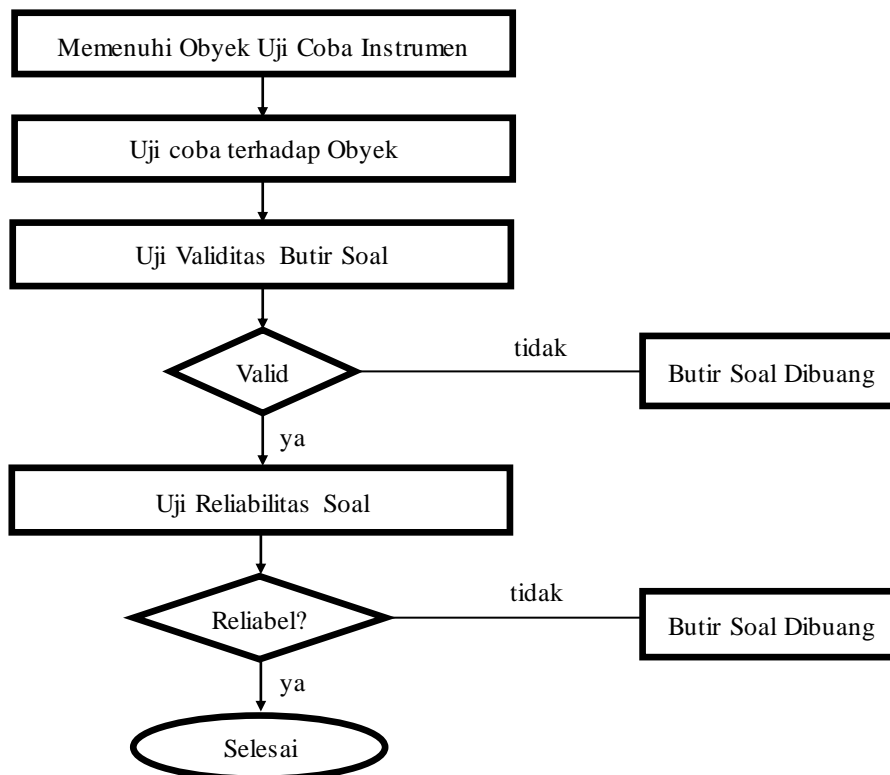 Memenuhi Obyek Uji Coba Instrumen
Uji coba terhadap Obyek
Uji Validitas Butir Soal
Valid
tidak
Butir Soal Dibuang
ya
Uji Reliabilitas Soal
Reliabel?
tidak
Butir Soal Dibuang
ya
Selesai